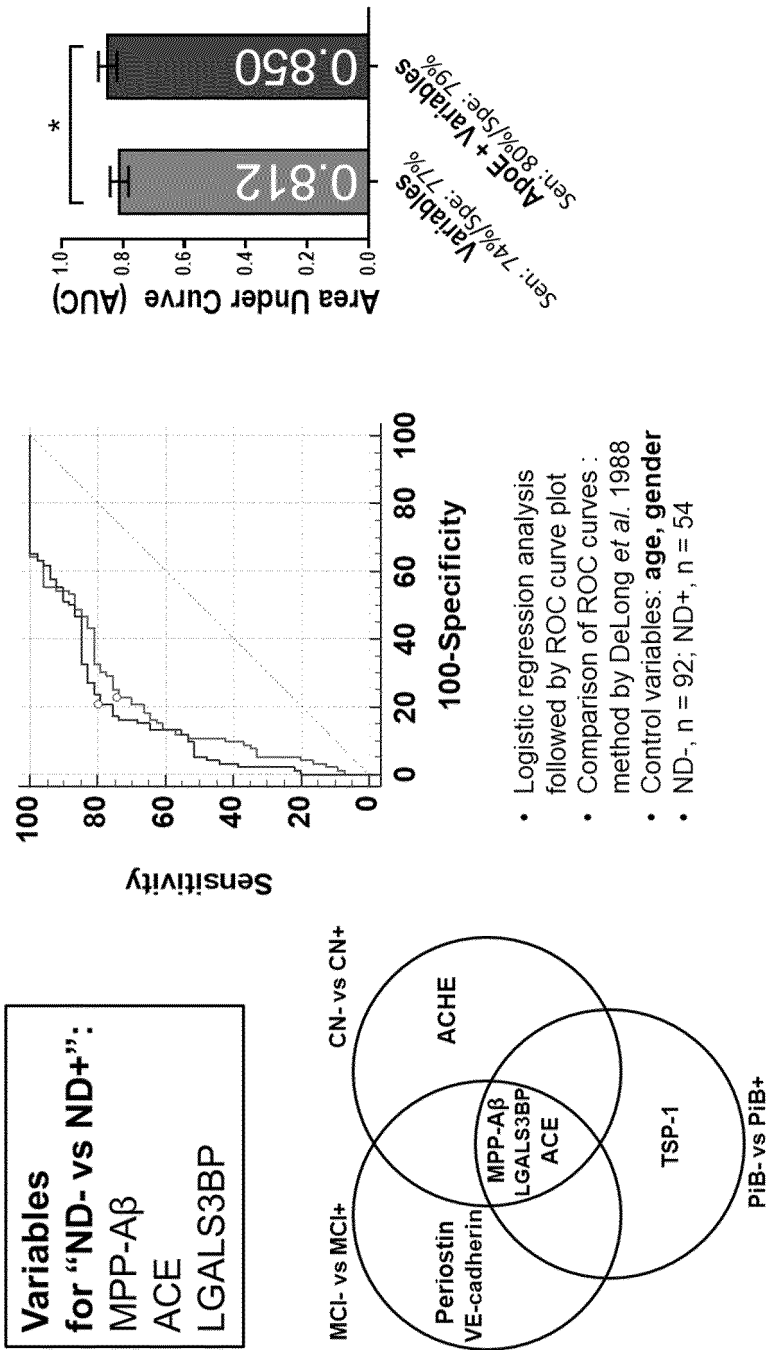 Variables
for “ND- vs ND+”:
MPP-Aβ
ACE
LGALS3BP
MCI- vs MCI+
CN- vs CN+
Periostin
VE-cadherin
ACHE
MPP-Aβ
LGALS3BP
ACE
TSP-1
PiB- vs PiB+
Sensitivity
100
80
60
40
20
0
0
20
40
60
80
100
100-Specificity
• Logistic regression analysis
followed by ROC curve plot
• Comparison of ROC curves :
method by DeLong et al. 1988
• Control variables: age, gender
• ND-, n = 92; ND+, n = 54
Area Under Curve (AUC)
1.0
0.8
0.6
0.4
0.2
0.0
*
0.812
0.850
Variables
Sen: 74%/Spe: 77%
ApoE + Variables
Sen: 80%/Spe: 79%